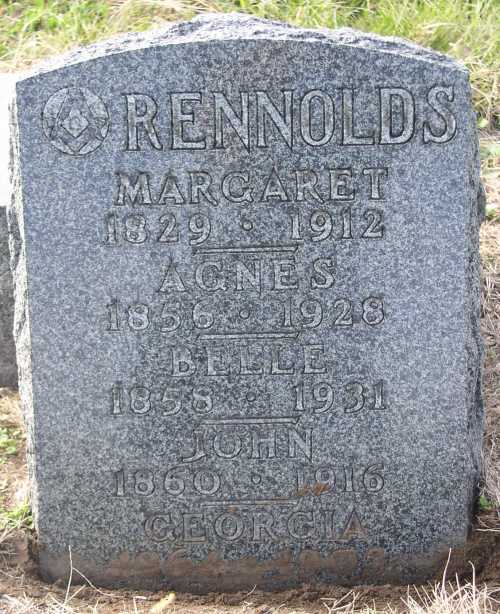 RENNOLDS
MARGARET
1829 · 1912
AGNES
1856 · 1928
BELLE
1858 · 1931
JOHN
1860 · 1916
GEORGIA